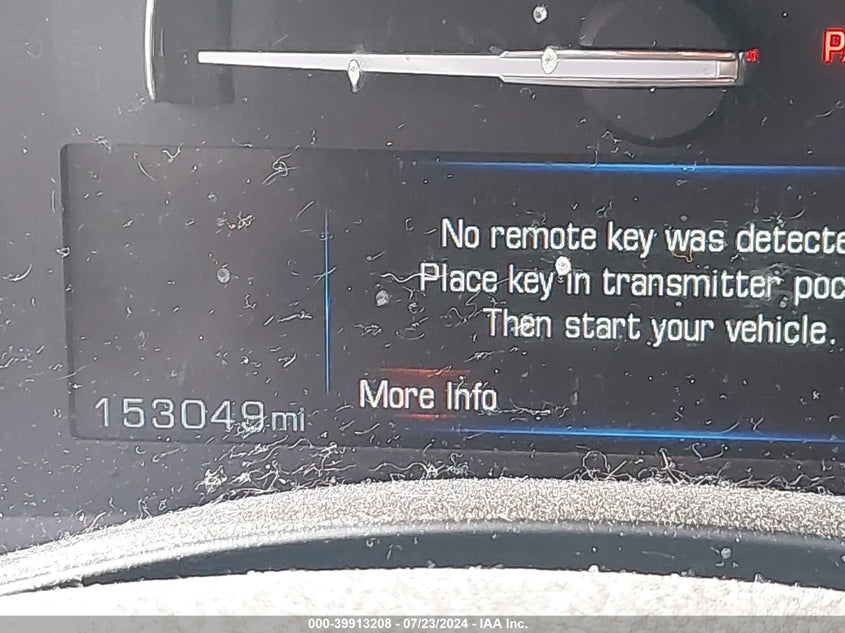 No remote key was detecte
Place key in transmitter poc
Then start your vehicle.
More Info
153049mi
000-39913208 - 07/23/2024 - IAA Inc.